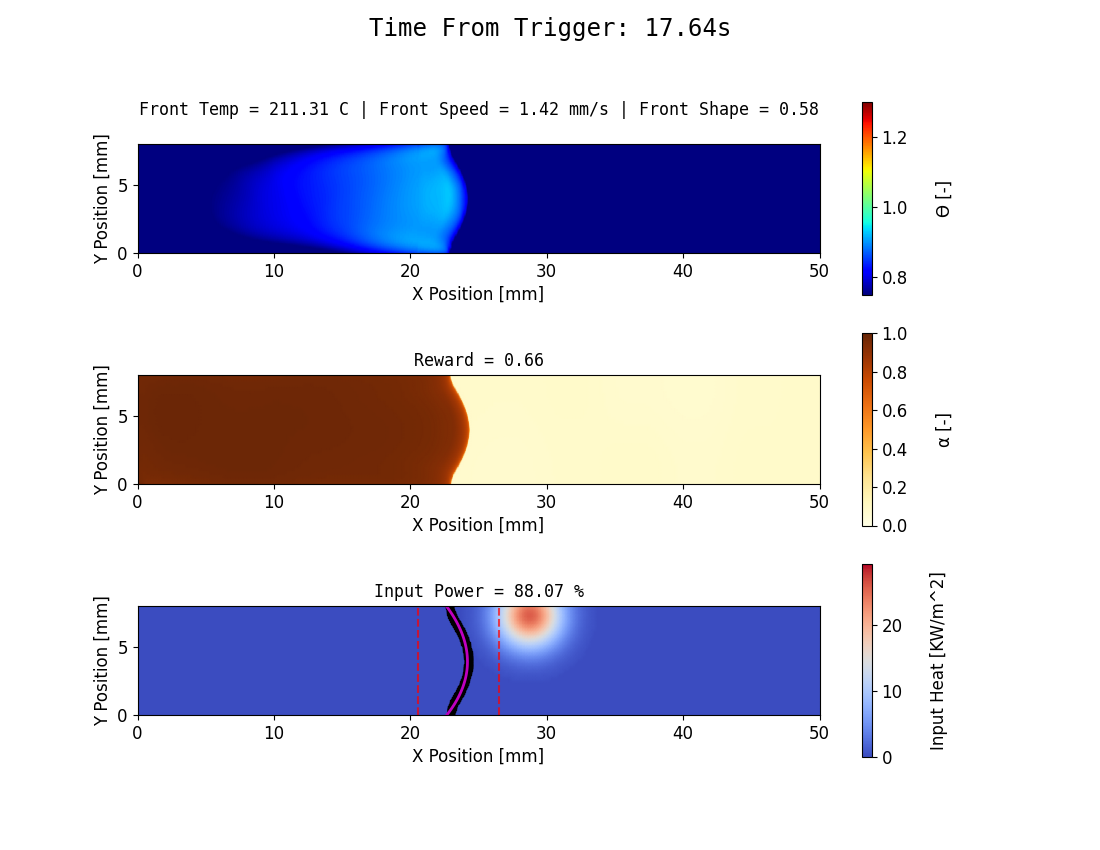 Time From Trigger: 17.64s
Front Temp = 211.31 C | Front Speed = 1.42 mm/s | Front Shape = 0.58
Y Position [mm]
5
0
0 10 20 30 40 50
X Position [mm]
1.2
1.0
0.8
Θ [-]
Reward = 0.66
Y Position [mm]
5
0
0 10 20 30 40 50
X Position [mm]
1.0
0.8
0.6
0.4
0.2
0.0
α [-]
Input Power = 88.07 %
Y Position [mm]
5
0
0 10 20 30 40 50
X Position [mm]
20
10
0
Input Heat [KW/m^2]